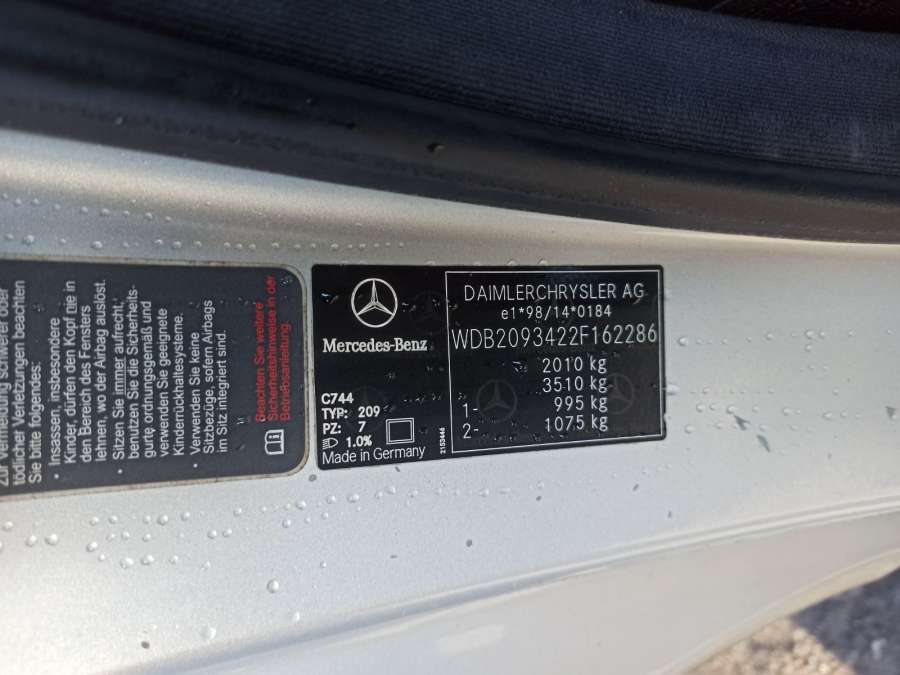 Zur Vermeidung schwerer oder
tödlicher Verletzungen beachten
Sie bitte folgendes:
· Insassen, insbesondere
Kinder, dürfen den Kopf nie in
den Bereich des Fensters
lehnen, wo der Airbag auslöst.
· Sitzen Sie immer aufrecht,
benutzen Sie die Sicherheits-
gurte ordnungsgemäß und
verwenden Sie geeignete
Kinderrückhaltesysteme.
· Verwenden Sie keine
Sitzbezüge, sofern Airbags
im Sitz integriert sind.
Beachten Sie weitere
Sicherheitshinweise in der
Betriebsanleitung.
Mercedes-Benz
C744
TYP: 209
PZ: 7
1.0%
Made in Germany
2153446
DAIMLERCHRYSLER AG
e1*98/14*0184
WDB2093422F162286
2010 kg
3510 kg
1- 995 kg
2- 1075 kg